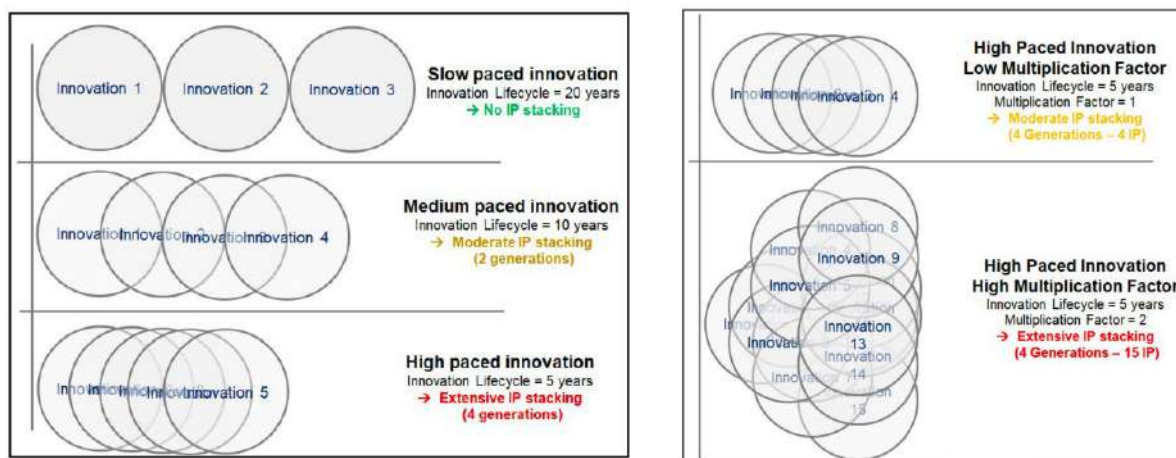 Innovation 1
Innovation 2
Innovation 3
Slow paced innovation
Innovation Lifecycle = 20 years
→ No IP stacking
Innovation 4
Medium paced innovation
Innovation Lifecycle = 10 years
→ Moderate IP stacking
(2 generations)
Innovation 5
High paced innovation
Innovation Lifecycle = 5 years
→ Extensive IP stacking
(4 generations)
Innovation 4
High Paced Innovation
Low Multiplication Factor
Innovation Lifecycle = 5 years
Multiplication Factor = 1
→ Moderate IP stacking
(4 Generations – 4 IP)
Innovation 8
Innovation 9
Innovation
13
Innovation
14
15
High Paced Innovation
High Multiplication Factor
Innovation Lifecycle = 5 years
Multiplication Factor = 2
→ Extensive IP stacking
(4 Generations – 15 IP)